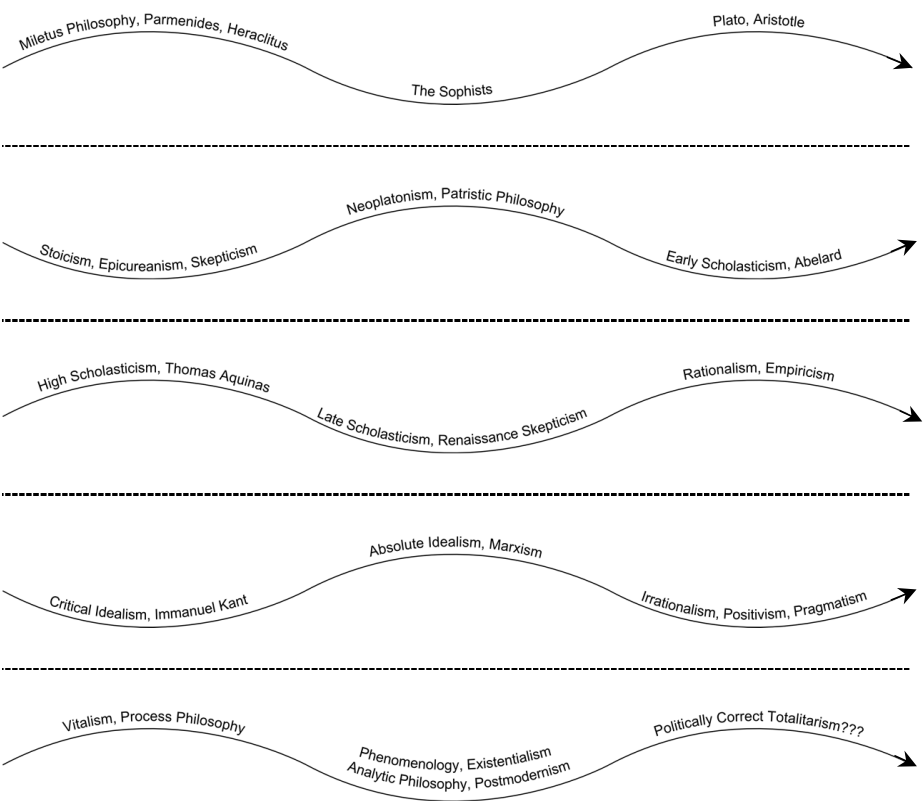 Miletus Philosophy, Parmenides, Heraclitus
The Sophists
Plato, Aristotle
Stoicism, Epicureanism, Skepticism
Neoplatonism, Patristic Philosophy
Early Scholasticism, Abelard
High Scholasticism, Thomas Aquinas
Late Scholasticism, Renaissance Skepticism
Rationalism, Empiricism
Critical Idealism, Immanuel Kant
Absolute Idealism, Marxism
Irrationalism, Positivism, Pragmatism
Vitalism, Process Philosophy
Phenomenology, Existentialism
Analytic Philosophy, Postmodernism
Politically Correct Totalitarism???